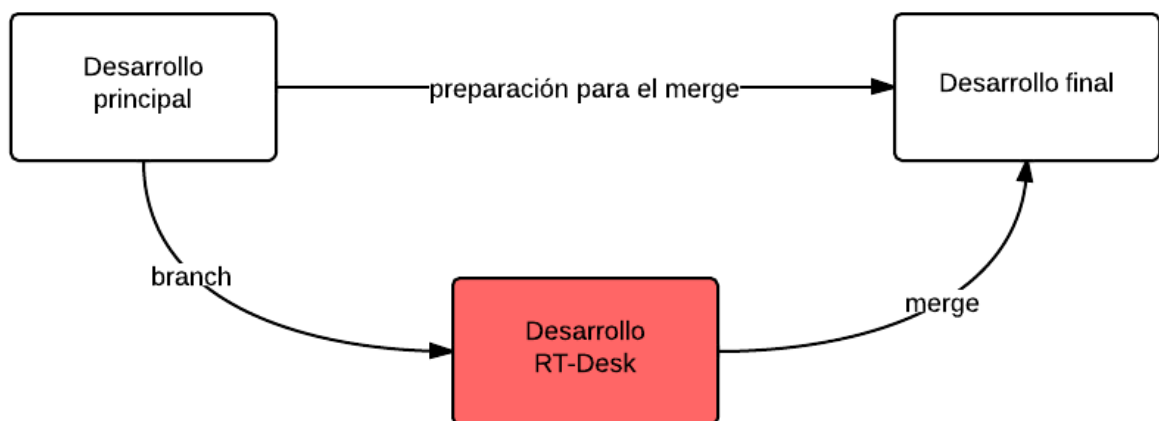 Desarrollo
principal
preparación para el merge
Desarrollo final
branch
Desarrollo
RT-Desk
merge